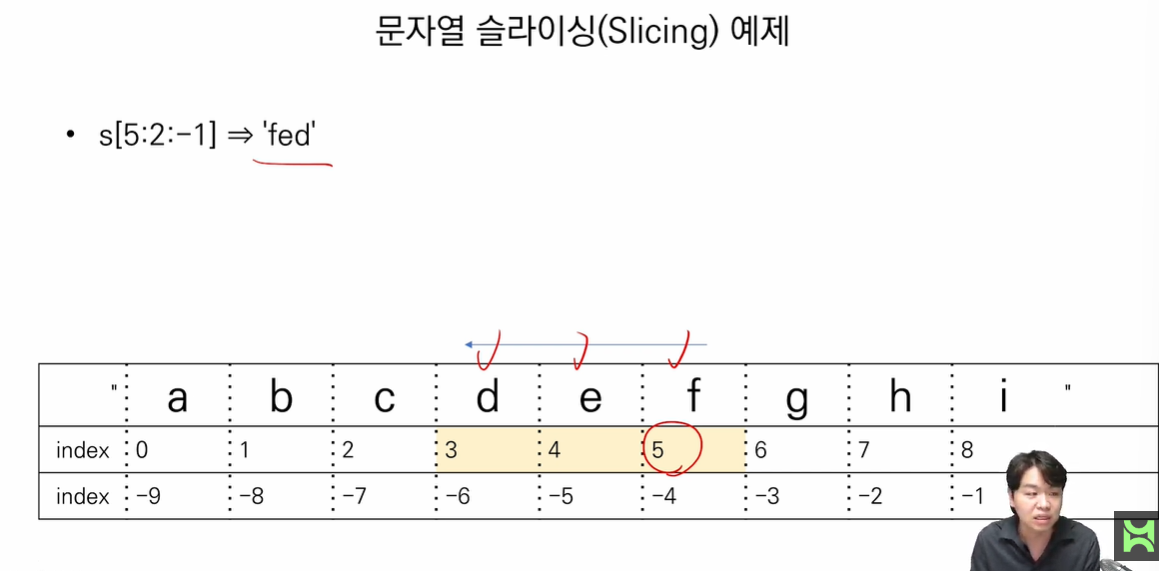 문자열 슬라이싱(Slicing) 예제
• s[5:2:−1] ⇒ 'fed'
" a b c d e f g h i "
index 0 1 2 3 4 5 6 7 8
index −9 −8 −7 −6 −5 −4 −3 −2 −1